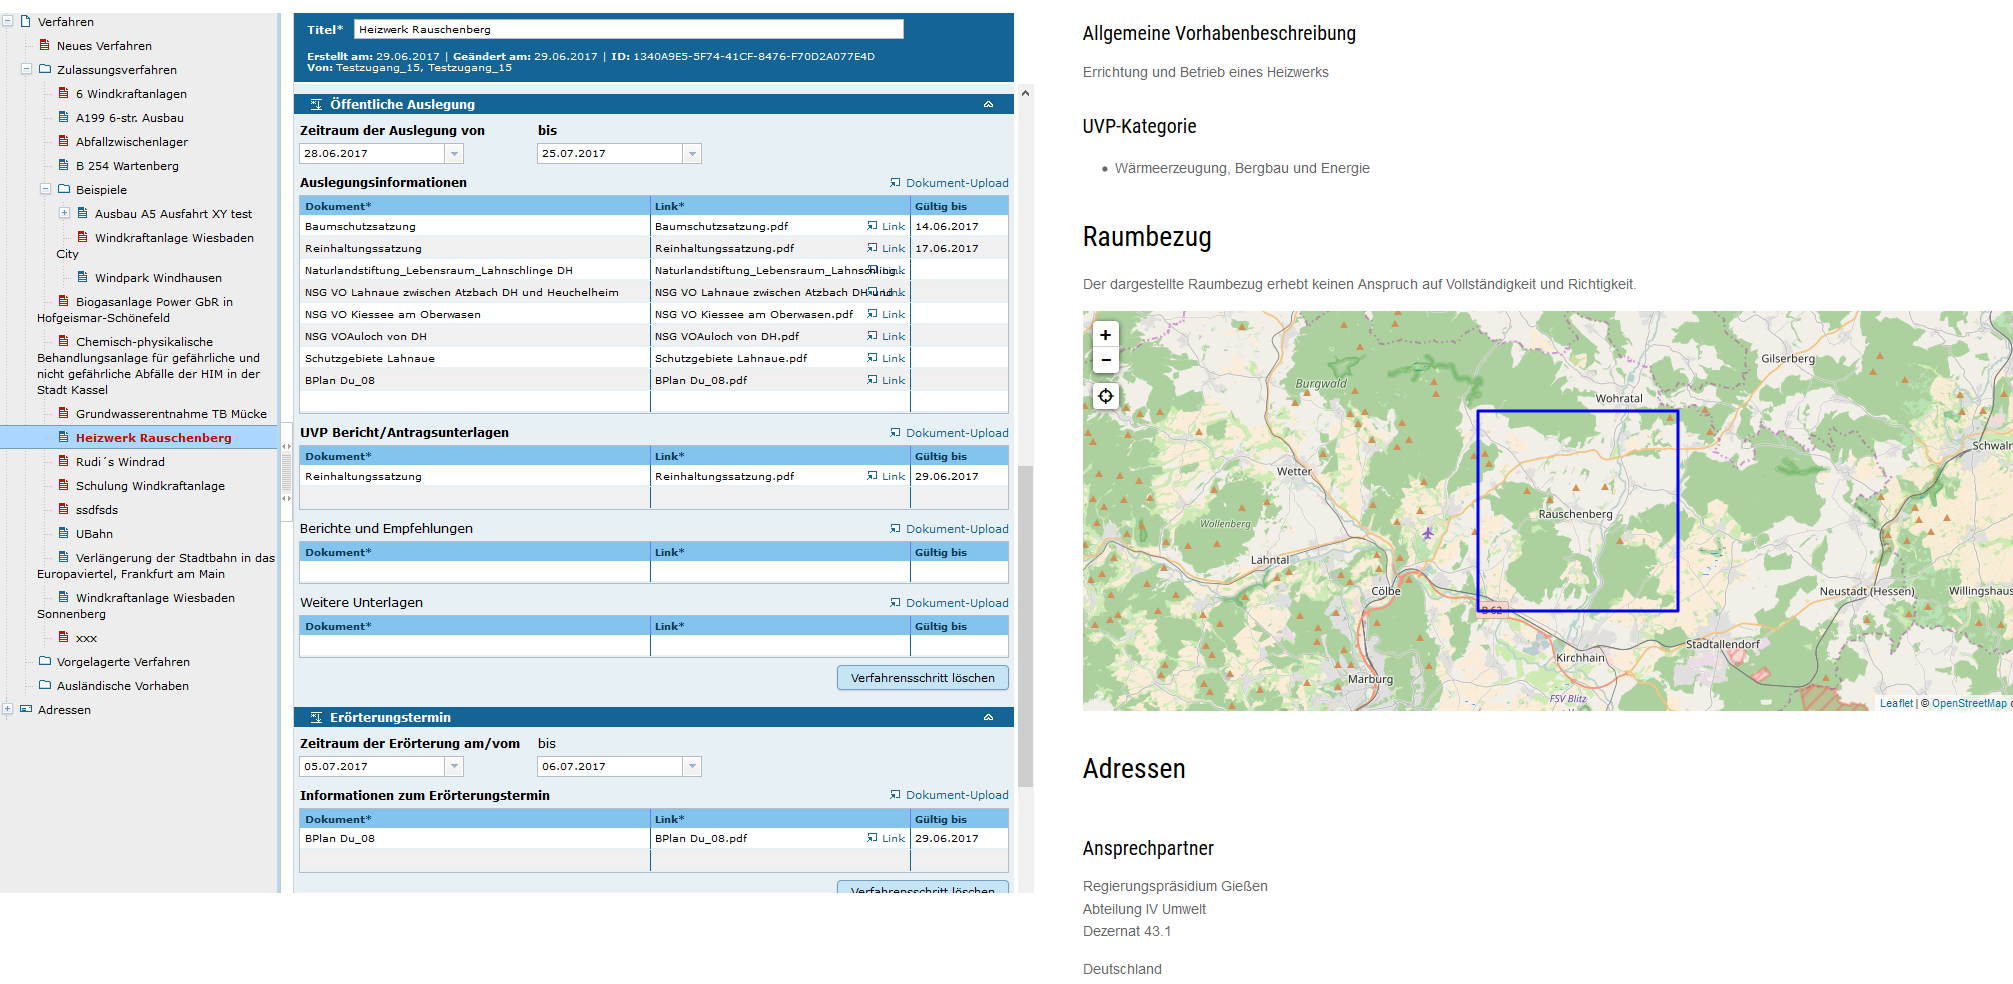 Verfahren
Neues Verfahren
Zulassungsverfahren
6 Windkraftanlagen
A199 6-str. Ausbau
Abfallzwischenlager
B 254 Wartenberg
Beispiele
Ausbau A5 Ausfahrt XY test
Windkraftanlage Wiesbaden
City
Windpark Windhausen
Biogasanlage Power GbR in
Hofgeismar-Schönefeld
Chemisch-physikalische
Behandlungsanlage für gefährliche und
nicht gefährliche Abfälle der HIM in der
Stadt Kassel
Grundwasserentnahme TB Mücke
Heizwerk Rauschenberg
Rudi´s Windrad
Schulung Windkraftanlage
ssdfsds
UBahn
Verlängerung der Stadtbahn in das
Europaviertel, Frankfurt am Main
Windkraftanlage Wiesbaden
Sonnenberg
xxx
Vorgelagerte Verfahren
Ausländische Vorhaben
Adressen
Titel* Heizwerk Rauschenberg
Erstellt am: 29.06.2017 | Geändert am: 29.06.2017 | ID: 1340A9E5-5F74-41CF-8476-F70D2A077E4D
Von: Testzugang_15, Testzugang_15
Öffentliche Auslegung
Zeitraum der Auslegung von bis
28.06.2017 25.07.2017
Auslegungsinformationen Dokument-Upload
Dokument* Link* Gültig bis
Baumschutzsatzung Baumschutzsatzung.pdf Link 14.06.2017
Reinhaltungssatzung Reinhaltungssatzung.pdf Link 17.06.2017
Naturlandstiftung_Lebensraum_Lahnschlinge DH Naturlandstiftung_Lebensraum_Lahnschling... Link
NSG VO Lahnaue zwischen Atzbach DH und Heuchelheim NSG VO Lahnaue zwischen Atzbach DH und ... Link
NSG VO Kiessee am Oberwasen NSG VO Kiessee am Oberwasen.pdf Link
NSG VOAuloch von DH NSG VOAuloch von DH.pdf Link
Schutzgebiete Lahnaue Schutzgebiete Lahnaue.pdf Link
BPlan Du_08 BPlan Du_08.pdf Link
UVP Bericht/Antragsunterlagen Dokument-Upload
Dokument* Link* Gültig bis
Reinhaltungssatzung Reinhaltungssatzung.pdf Link 29.06.2017
Berichte und Empfehlungen Dokument-Upload
Dokument* Link* Gültig bis
Weitere Unterlagen Dokument-Upload
Dokument* Link* Gültig bis
Verfahrensschritt löschen
Erörterungstermin
Zeitraum der Erörterung am/vom bis
05.07.2017 06.07.2017
Informationen zum Erörterungstermin Dokument-Upload
Dokument* Link* Gültig bis
BPlan Du_08 BPlan Du_08.pdf Link 29.06.2017
Verfahrensschritt löschen
Allgemeine Vorhabenbeschreibung
Errichtung und Betrieb eines Heizwerks
UVP-Kategorie
• Wärmeerzeugung, Bergbau und Energie
Raumbezug
Der dargestellte Raumbezug erhebt keinen Anspruch auf Vollständigkeit und Richtigkeit.
+
−
Gilserberg
Burgwald
Wohratal
Schwalm
Wetter
Rauschenberg
Wollenberg
Lahntal
Cölbe
Neustadt (Hessen)
Willingshaus
B 62
Stadtallendorf
Kirchhain
Marburg
FSV Blitz
Leaflet | © OpenStreetMap c
Adressen
Ansprechpartner
Regierungspräsidium Gießen
Abteilung IV Umwelt
Dezernat 43.1
Deutschland